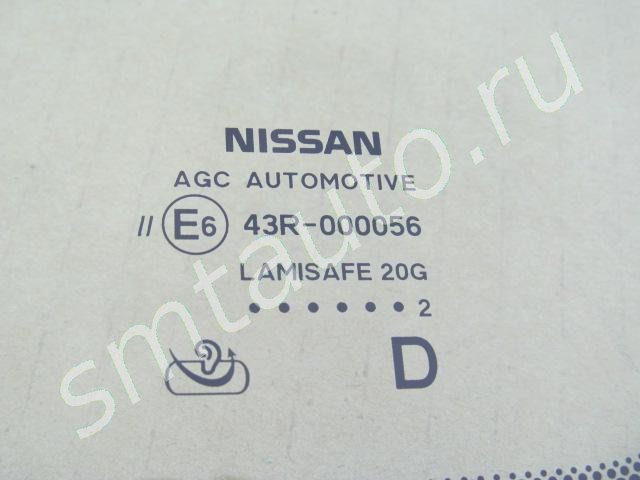 NISSAN
AGC AUTOMOTIVE
// E6 43R-000056
LAMISAFE 20G
• • • • • • 2
D
smtauto.ru